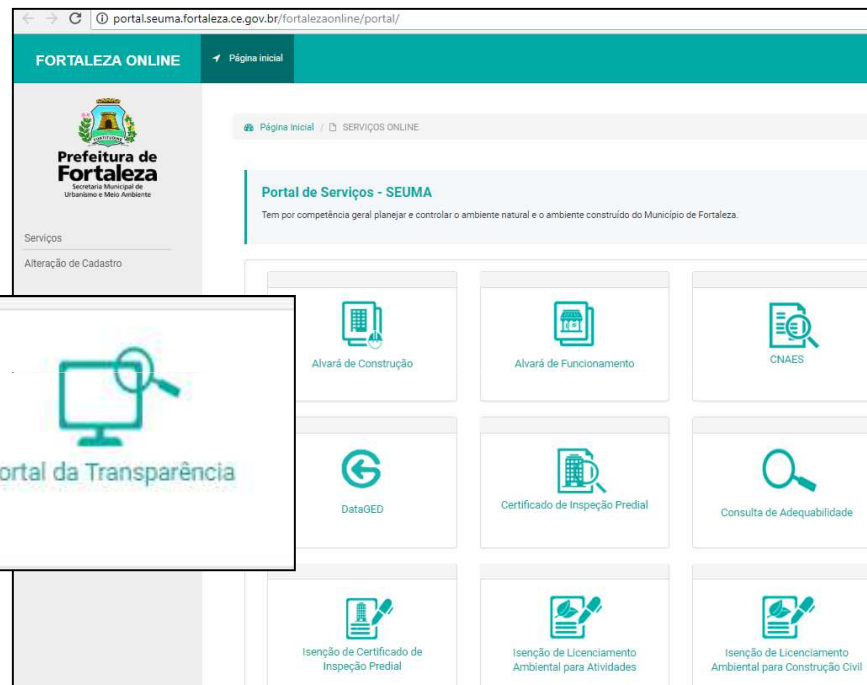 portal.seuma.fortaleza.ce.gov.br/fortalezaonline/portal/
FORTALEZA ONLINE
Página inicial
Prefeitura de
Fortaleza
Secretaria Municipal de
Urbanismo e Meio Ambiente
Serviços
Alteração de Cadastro
Página Inicial / SERVIÇOS ONLINE
Portal de Serviços - SEUMA
Tem por competência geral planejar e controlar o ambiente natural e o ambiente construído do Município de Fortaleza.
Alvará de Construção
Alvará de Funcionamento
CNAES
ortal da Transparência
DataGED
Certificado de Inspeção Predial
Consulta de Adequabilidade
Isenção de Certificado de
Inspeção Predial
Isenção de Licenciamento
Ambiental para Atividades
Isenção de Licenciamento
Ambiental para Construção Civil